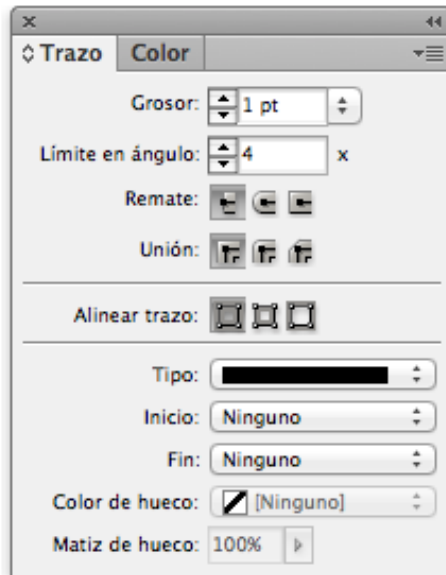 Trazo Color
Grosor: 1 pt
Límite en ángulo: 4 x
Remate:
Unión:
Alinear trazo:
Tipo:
Inicio: Ninguno
Fin: Ninguno
Color de hueco: [Ninguno]
Matiz de hueco: 100%